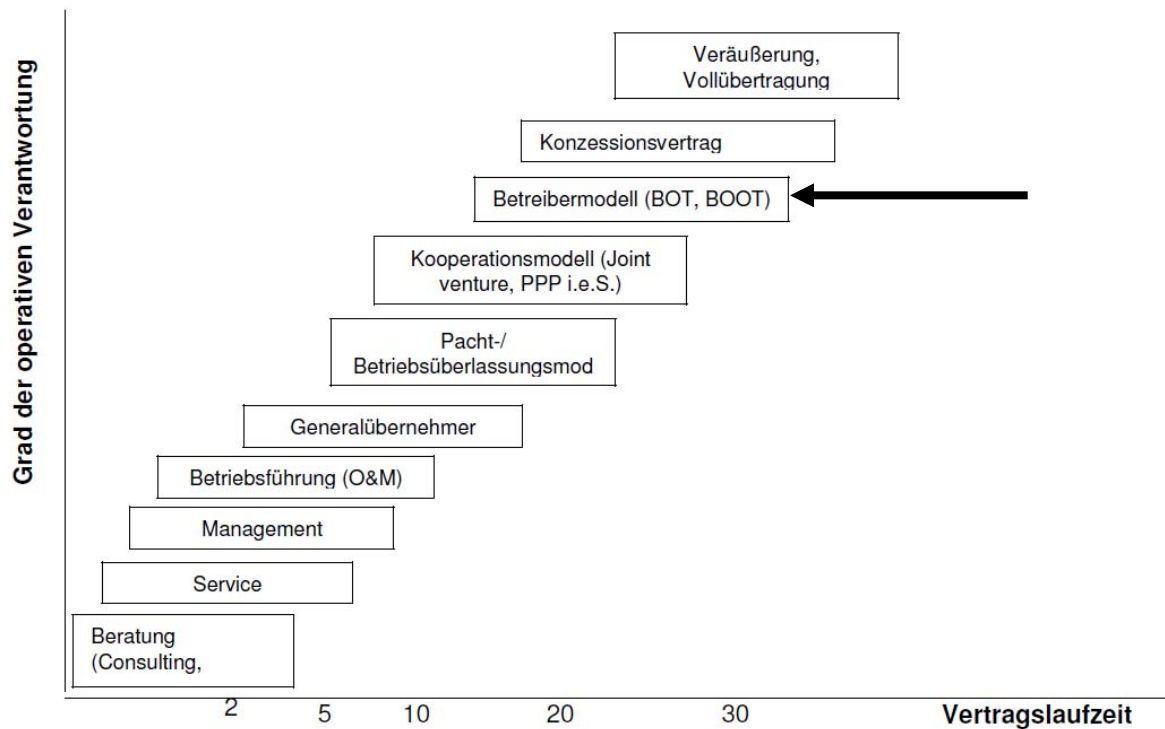 Grad der operativen Verantwortung
Veräußerung,
Vollübertragung
Konzessionsvertrag
Betreibermodell (BOT, BOOT)
Kooperationsmodell (Joint
venture, PPP i.e.S.)
Pacht-/
Betriebsüberlassungsmod
Generalübernehmer
Betriebsführung (O&M)
Management
Service
Beratung
(Consulting,
2 5 10 20 30 Vertragslaufzeit